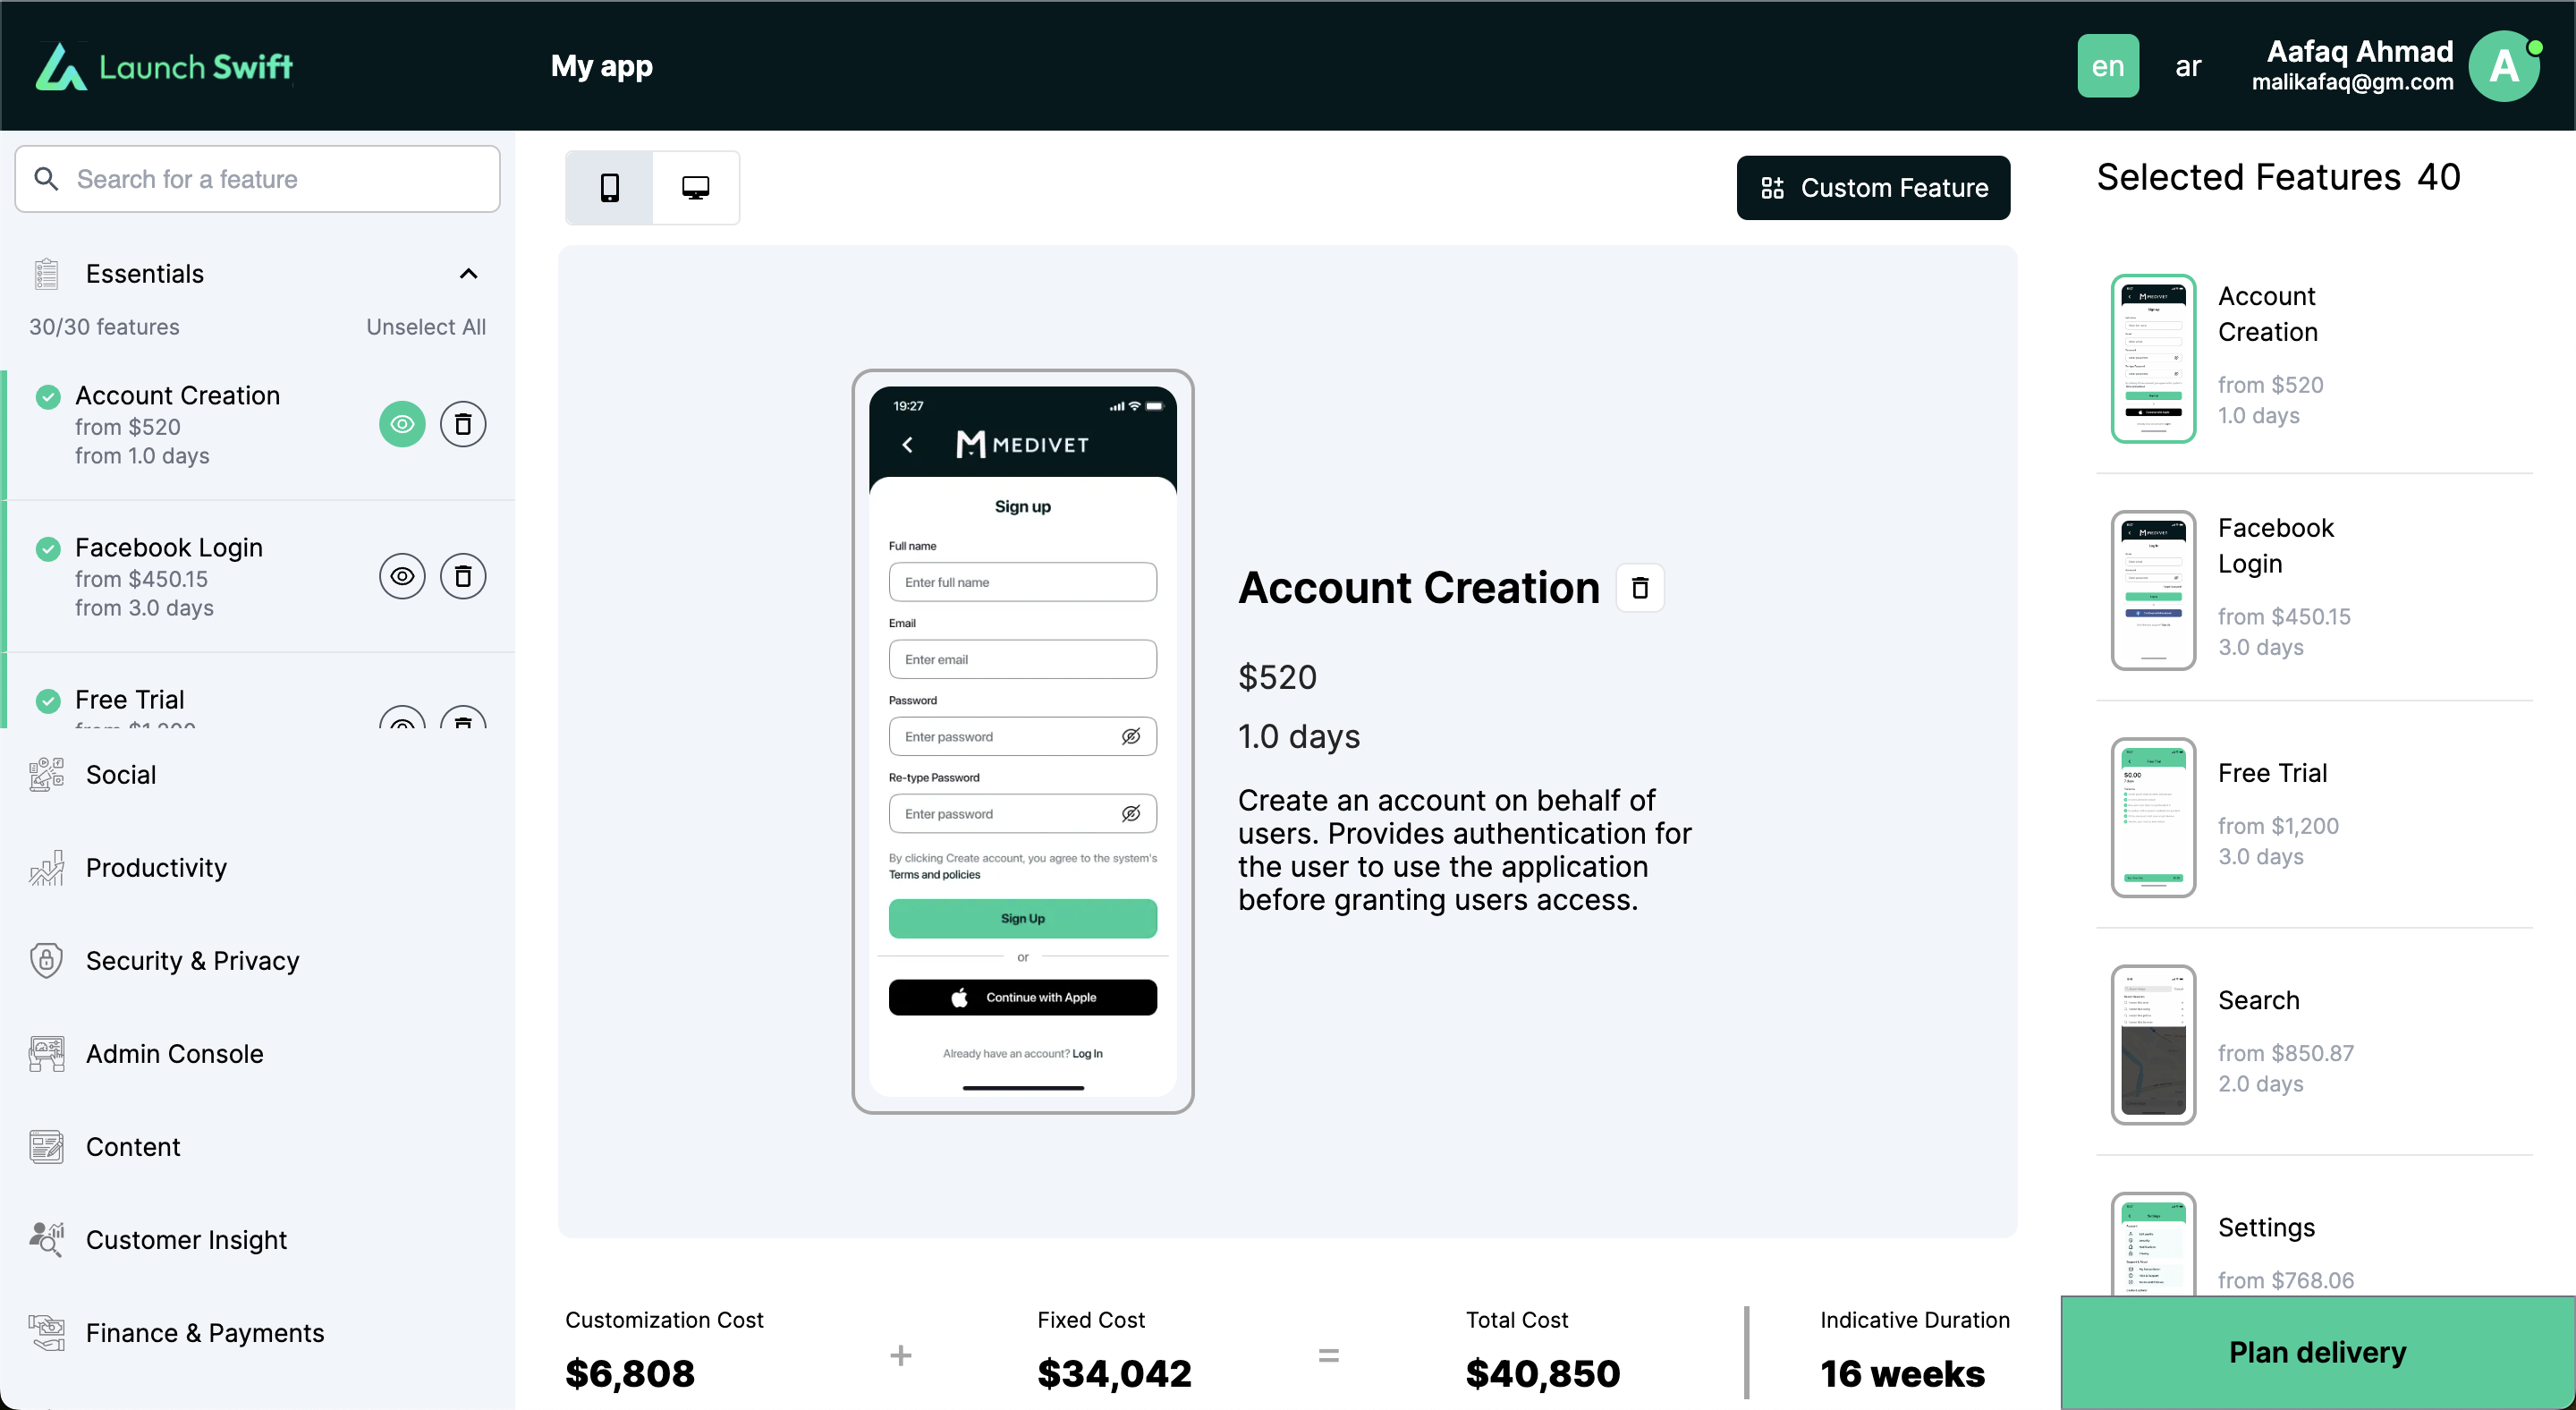 Launch Swift
My app
en
ar
Aafaq Ahmad
malikafaq@gm.com
A
Search for a feature
Essentials
30/30 features
Unselect All
Account Creation
from $520
from 1.0 days
Facebook Login
from $450.15
from 3.0 days
Free Trial
from $1,200
Social
Productivity
Security & Privacy
Admin Console
Content
Customer Insight
Finance & Payments
Custom Feature
19:27
MEDIVET
Sign up
Full name
Enter full name
Email
Enter email
Password
Enter password
Re-type Password
Enter password
By clicking Create account, you agree to the system's
Terms and policies
Sign Up
or
Continue with Apple
Already have an account? Log In
Account Creation
$520
1.0 days
Create an account on behalf of
users. Provides authentication for
the user to use the application
before granting users access.
Customization Cost
$6,808
+
Fixed Cost
$34,042
=
Total Cost
$40,850
Indicative Duration
16 weeks
Selected Features 40
Account
Creation
from $520
1.0 days
Facebook
Login
from $450.15
3.0 days
Free Trial
from $1,200
3.0 days
Search
from $850.87
2.0 days
Settings
from $768.06
Plan delivery